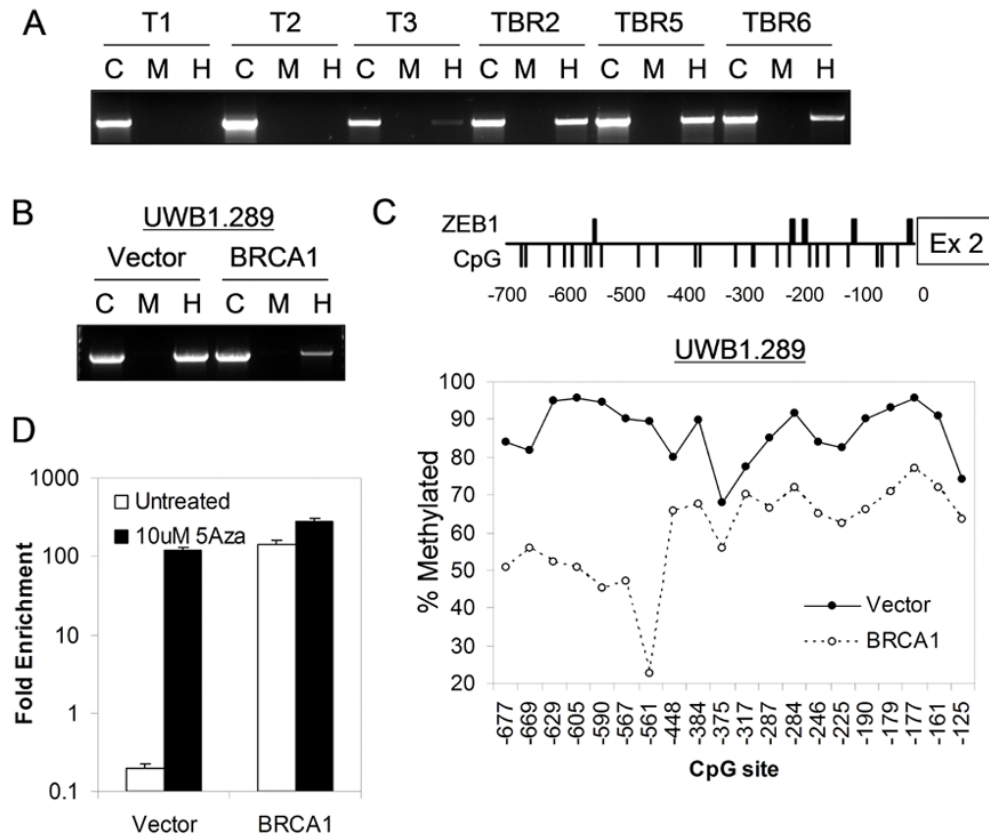 A
T1 T2 T3 TBR2 TBR5 TBR6
C M H C M H C M H C M H C M H C M H
B
UWB1.289
Vector BRCA1
C M H C M H
C
ZEB1
CpG
Ex 2
-700 -600 -500 -400 -300 -200 -100 0
UWB1.289
% Methylated
100
90
80
70
60
50
40
30
20
Vector
BRCA1
-677 -669 -629 -605 -590 -567 -561 -448 -384 -375 -317 -287 -284 -246 -225 -190 -179 -177 -161 -125
CpG site
D
Fold Enrichment
1000
100
10
1
0.1
Untreated
10uM 5Aza
Vector BRCA1